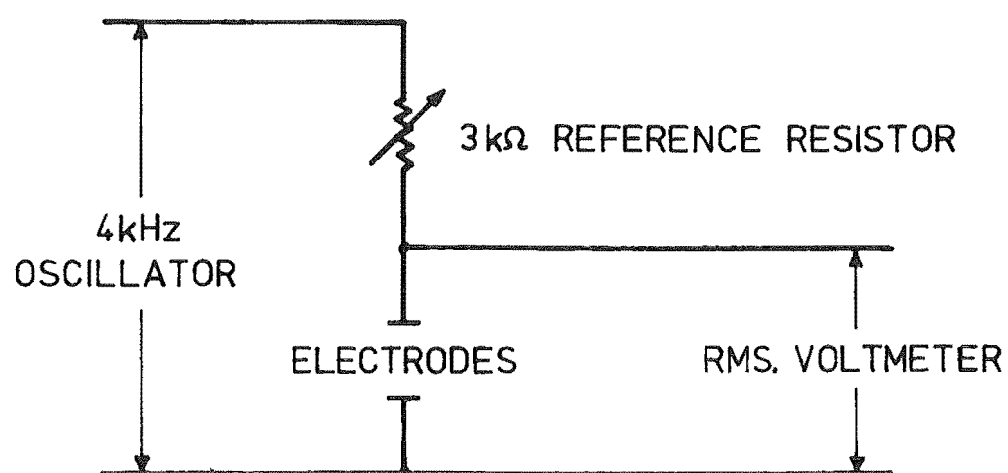 3kΩ REFERENCE RESISTOR
4kHz
OSCILLATOR
ELECTRODES
RMS. VOLTMETER